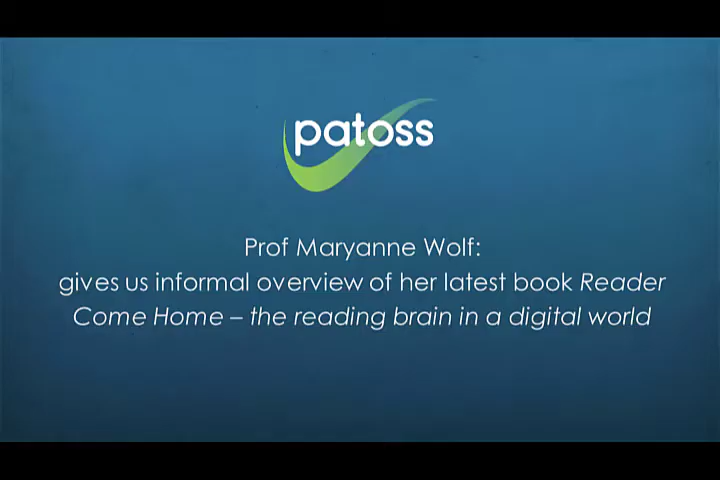 patoss
Prof Maryanne Wolf:
gives us informal overview of her latest book Reader
Come Home – the reading brain in a digital world